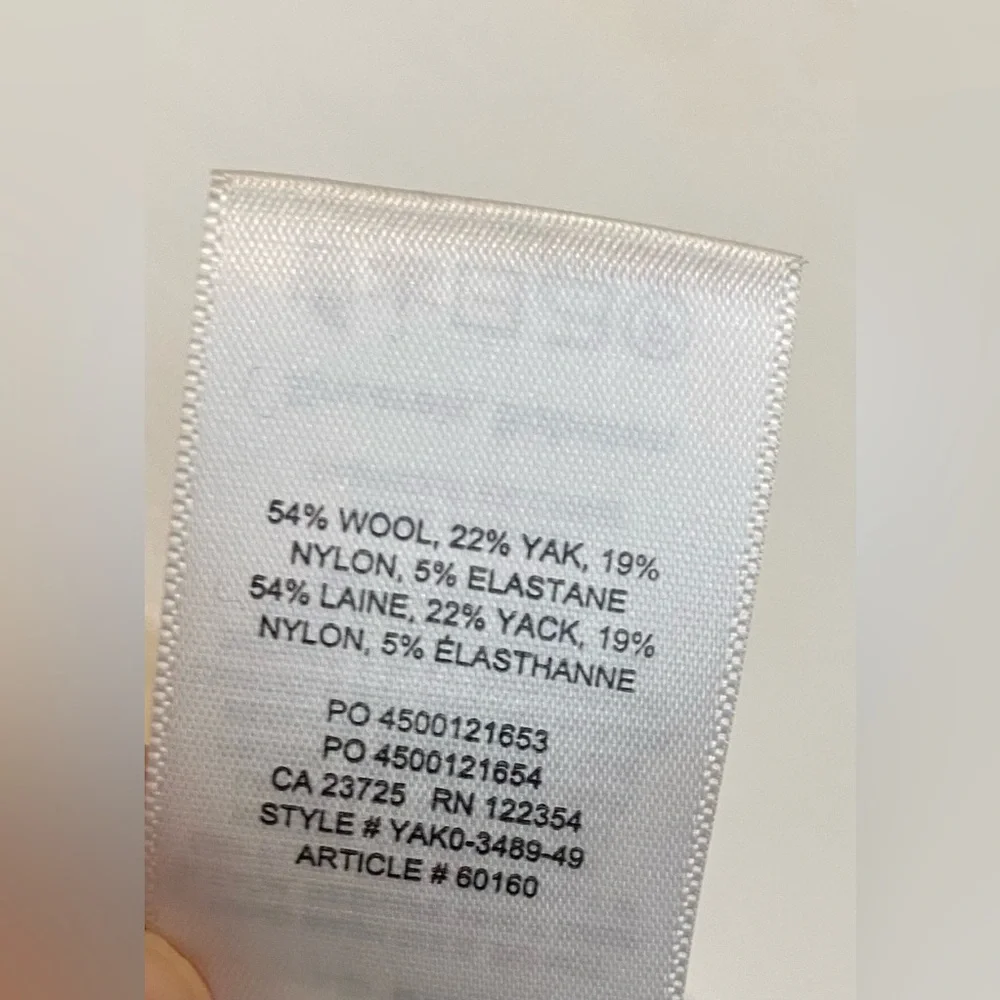 54% WOOL, 22% YAK, 19%
NYLON, 5% ELASTANE
54% LAINE, 22% YACK, 19%
NYLON, 5% ÉLASTHANNE
PO 4500121653
PO 4500121654
CA 23725 RN 122354
STYLE # YAK0-3489-49
ARTICLE # 60160